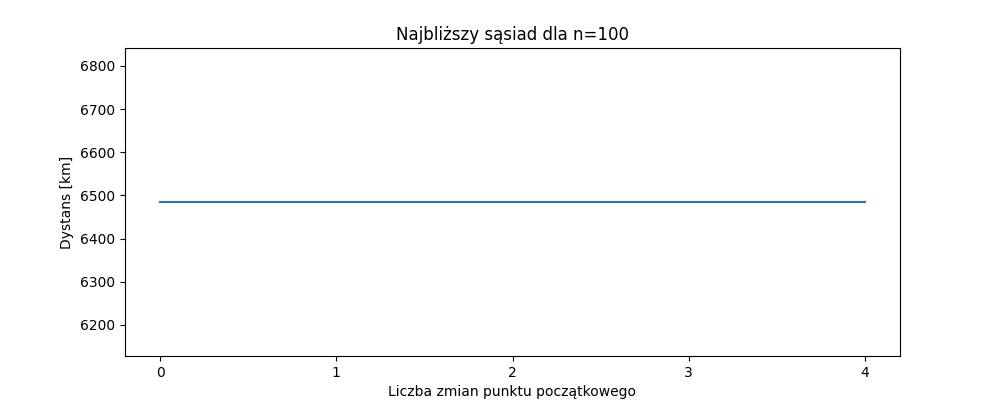 Najbliższy sąsiad dla n=100
6800
6700
6600
6500
6400
6300
6200
Dystans [km]
0 1 2 3 4
Liczba zmian punktu początkowego